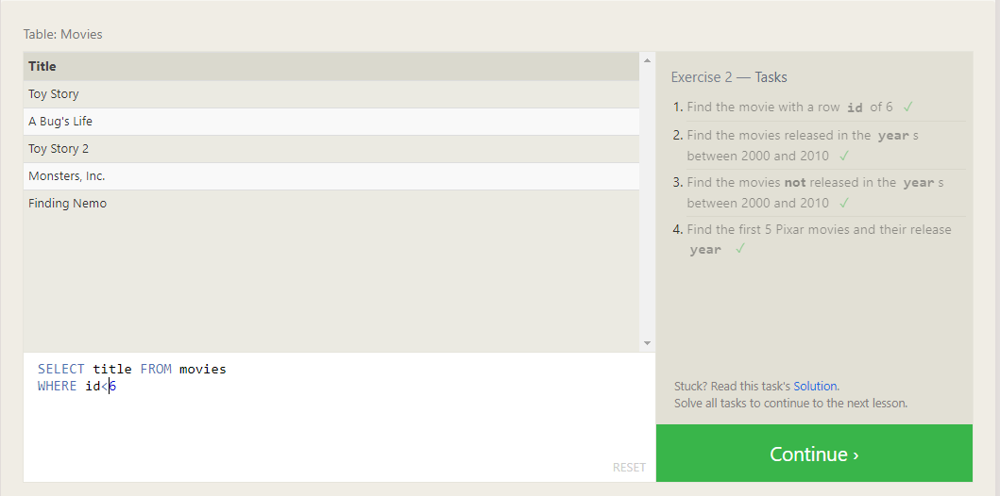 Table: Movies
Title
Toy Story
A Bug's Life
Toy Story 2
Monsters, Inc.
Finding Nemo
SELECT title FROM movies
WHERE id<6
RESET
Exercise 2 — Tasks
1. Find the movie with a row id of 6 ✓
2. Find the movies released in the year s
between 2000 and 2010 ✓
3. Find the movies not released in the year s
between 2000 and 2010 ✓
4. Find the first 5 Pixar movies and their release
year ✓
Stuck? Read this task's Solution.
Solve all tasks to continue to the next lesson.
Continue ›